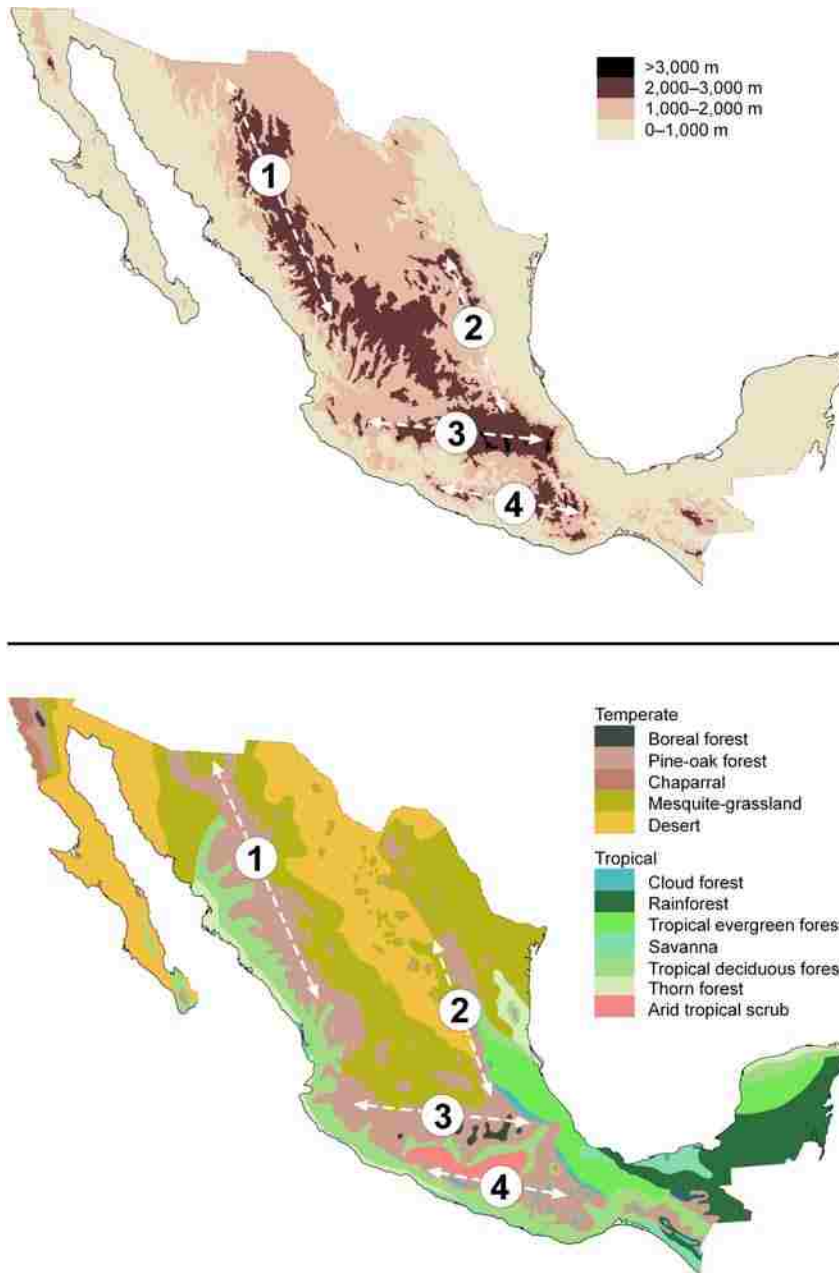 >3,000 m
2,000–3,000 m
1,000–2,000 m
0–1,000 m
1
2
3
4
Temperate
Boreal forest
Pine-oak forest
Chaparral
Mesquite-grassland
Desert
Tropical
Cloud forest
Rainforest
Tropical evergreen fores
Savanna
Tropical deciduous fores
Thorn forest
Arid tropical scrub
1
2
3
4